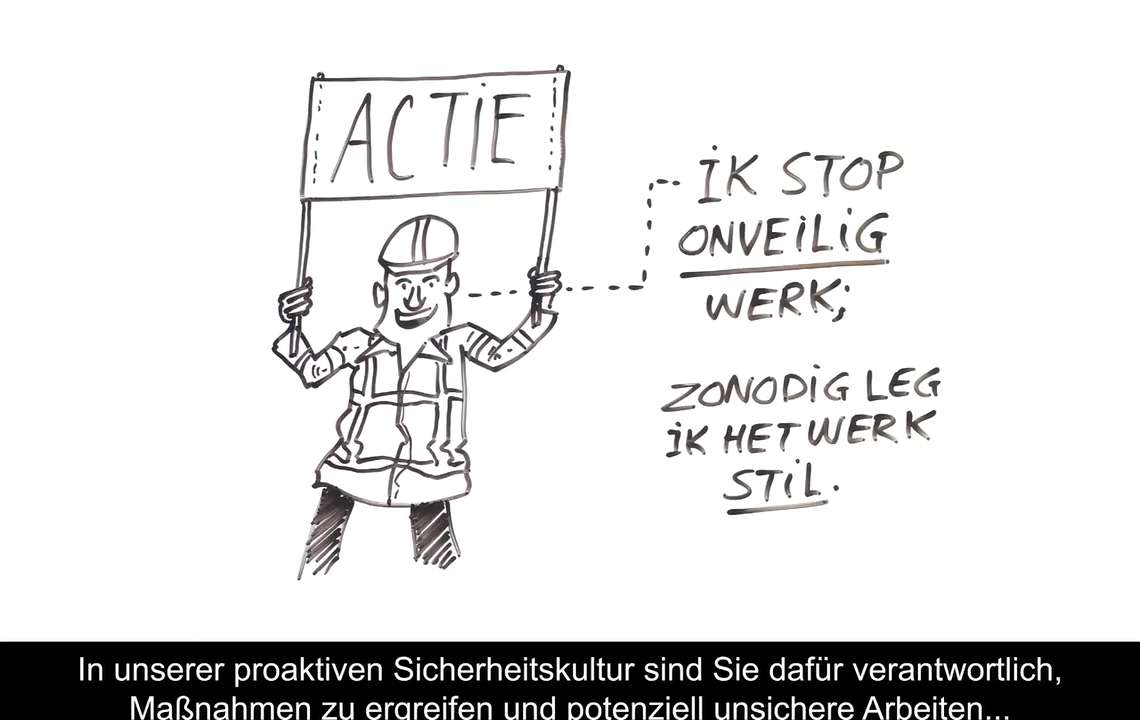 ACTIE
IK STOP
ONVEILIG
WERK;
ZONODIG LEG
IK HET WERK
STIL.
In unserer proaktiven Sicherheitskultur sind Sie dafür verantwortlich,
Maßnahmen zu ergreifen und potenziell unsichere Arbeiten...